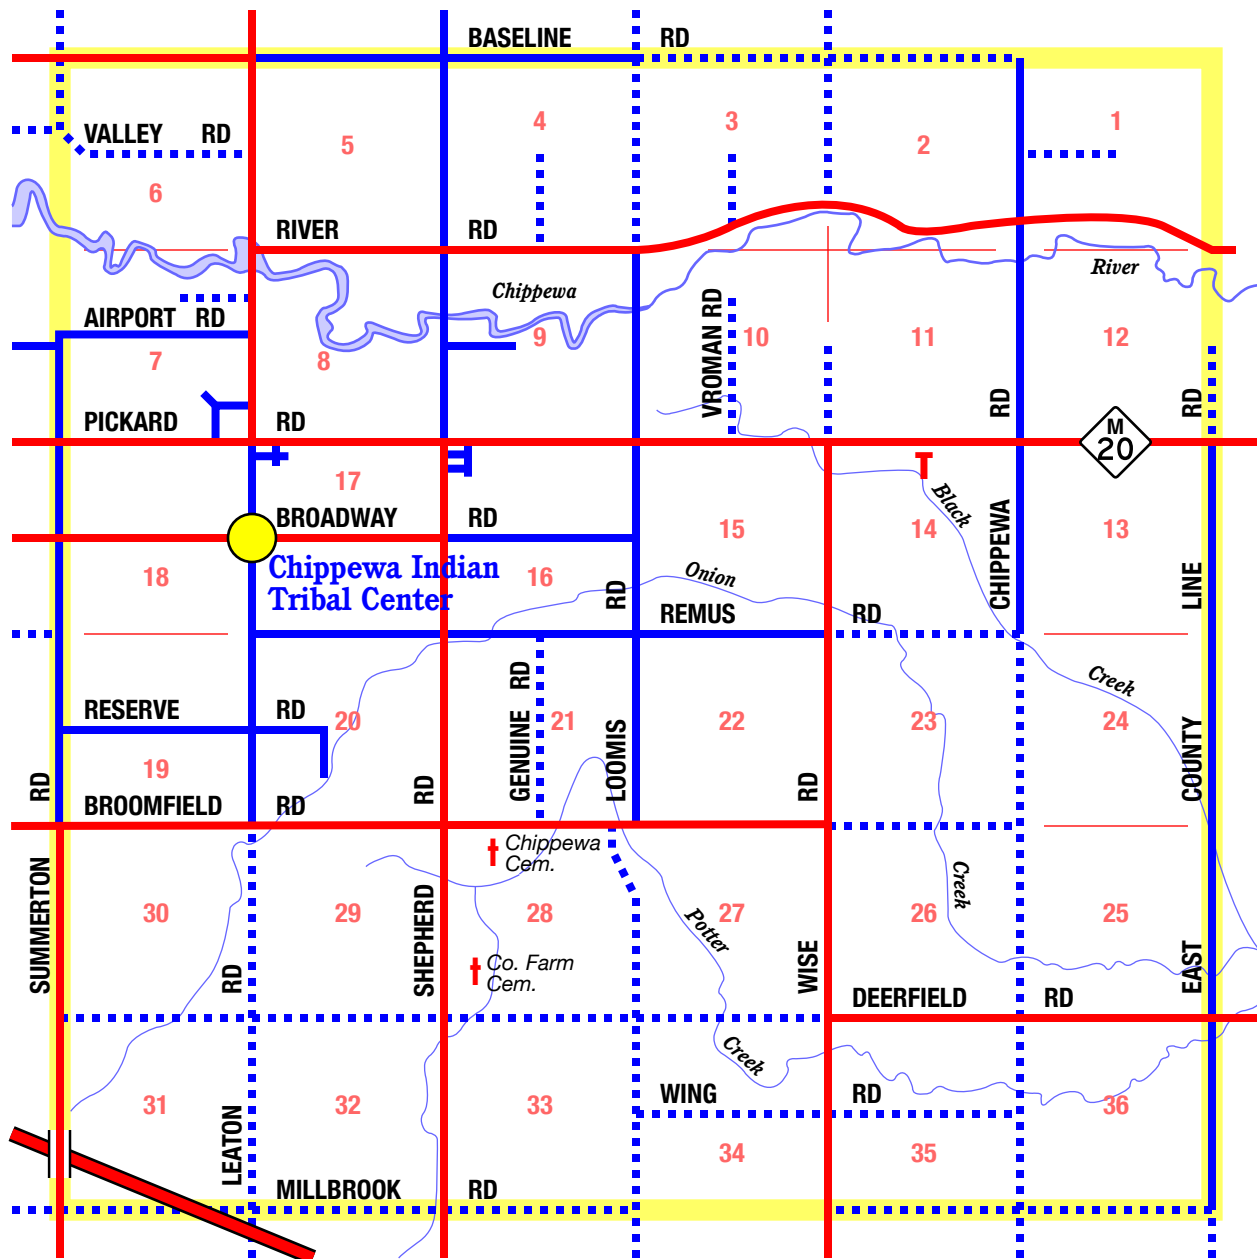 BASELINE RD
1
4
3
VALLEY RD
5
2
6
RIVER RD
River
Chippewa
AIRPORT RD
VROMAN RD
7
8
9
10
11
12
RD
RD
PICKARD RD
M
20
17
Black
BROADWAY RD
15
14
13
CHIPPEWA
Chippewa Indian
Tribal Center
18
16
Onion
RD
LINE
REMUS RD
Creek
RESERVE RD
GENUINE RD
20
21
22
23
24
LOOMIS
COUNTY
19
RD
RD
RD
BROOMFIELD RD
Chippewa
Cem.
Creek
SUMMERTON
SHEPHERD
30
29
28
27
26
25
Potter
WISE
EAST
RD
Co. Farm
Cem.
DEERFIELD RD
Creek
WING RD
31
32
33
36
LEATON
34
35
MILLBROOK RD